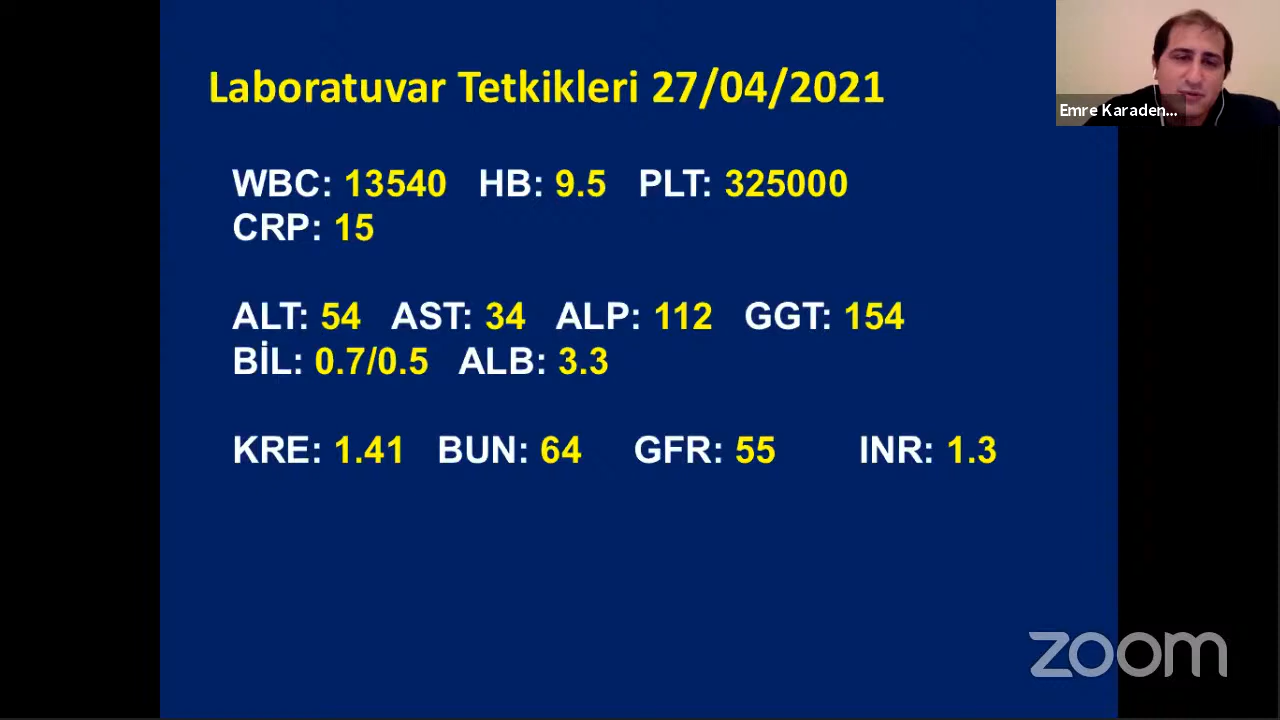 Laboratuvar Tetkikleri 27/04/2021
Emre Karaden...
WBC: 13540 HB: 9.5 PLT: 325000
CRP: 15
ALT: 54 AST: 34 ALP: 112 GGT: 154
BİL: 0.7/0.5 ALB: 3.3
KRE: 1.41 BUN: 64 GFR: 55 INR: 1.3
zoom